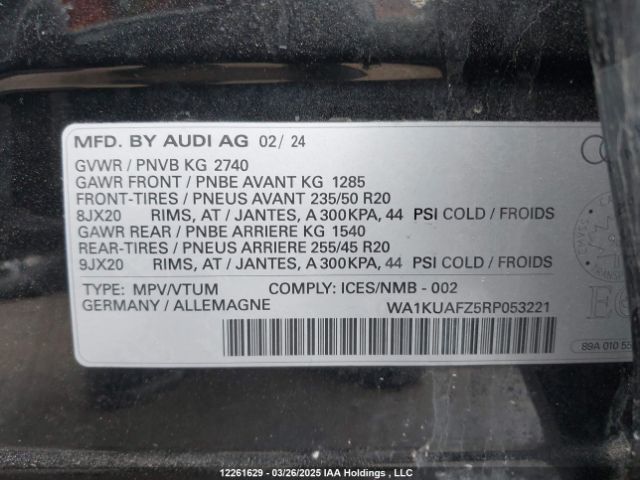 MFD. BY AUDI AG 02/ 24
GVWR / PNVB KG 2740
GAWR FRONT / PNBE AVANT KG 1285
FRONT-TIRES / PNEUS AVANT 235/50 R20
8JX20 RIMS, AT / JANTES, A 300KPA, 44 PSI COLD / FROIDS
GAWR REAR / PNBE ARRIERE KG 1540
REAR-TIRES / PNEUS ARRIERE 255/45 R20
9JX20 RIMS, AT / JANTES, A 300KPA, 44 PSI COLD / FROIDS
TYPE: MPV/VTUM COMPLY: ICES/NMB - 002
GERMANY / ALLEMAGNE WA1KUAFZ5RP053221
89A 010 55
12261629 - 03/26/2025 IAA Holdings , LLC